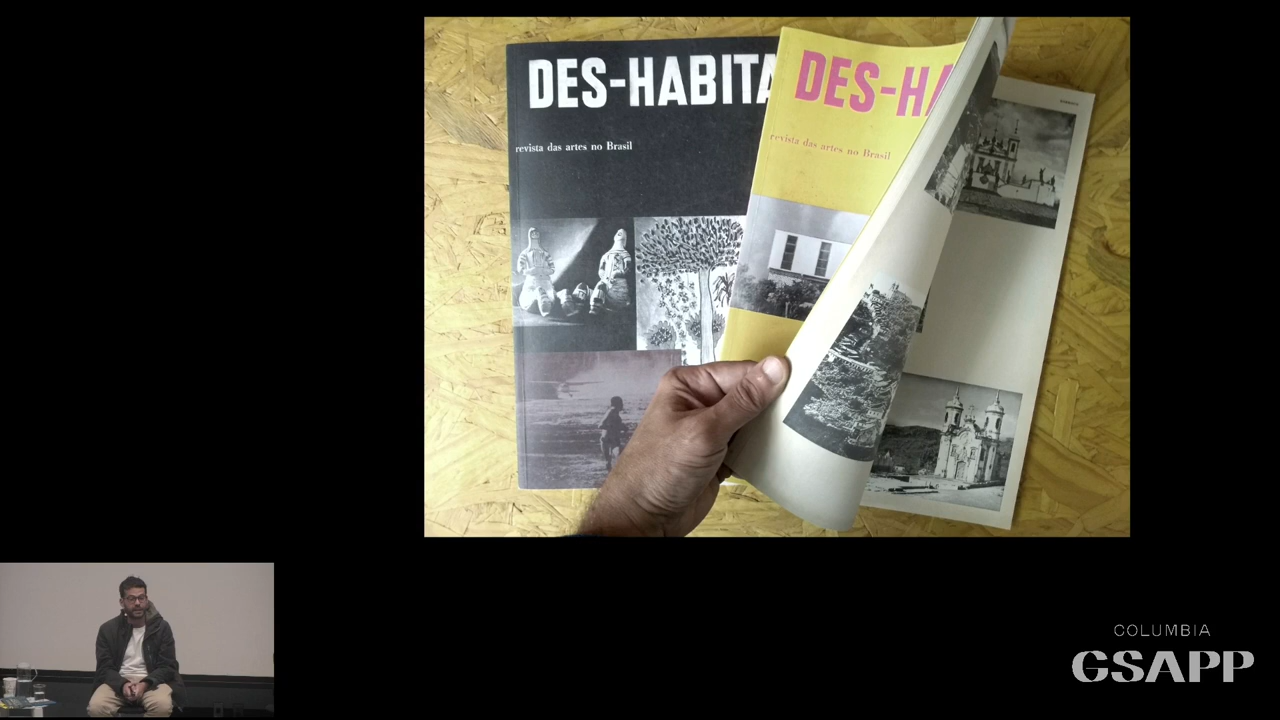 DES-HABITA
revista das artes no Brasil
DES-HA
revista das artes no Brasil
COLUMBIA
GSAPP